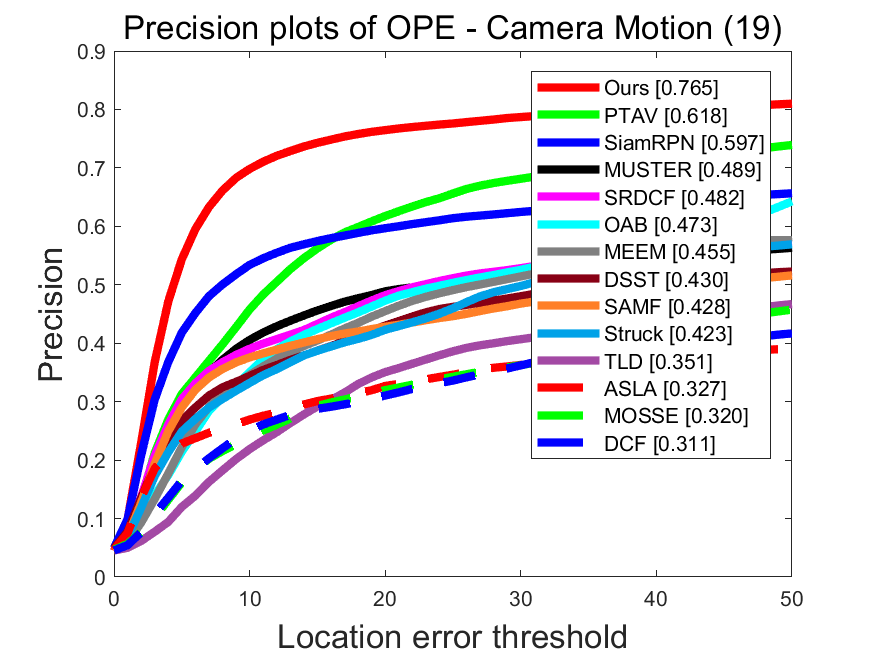 Precision plots of OPE - Camera Motion (19)
0.9
0.8
0.7
0.6
0.5
0.4
0.3
0.2
0.1
0
Precision
Ours [0.765]
PTAV [0.618]
SiamRPN [0.597]
MUSTER [0.489]
SRDCF [0.482]
OAB [0.473]
MEEM [0.455]
DSST [0.430]
SAMF [0.428]
Struck [0.423]
TLD [0.351]
ASLA [0.327]
MOSSE [0.320]
DCF [0.311]
0 10 20 30 40 50
Location error threshold